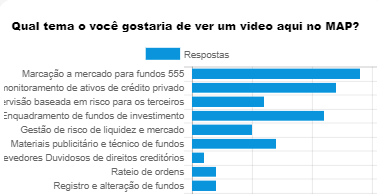 Qual tema o você gostaria de ver um video aqui no MAP?
Respostas
Marcação a mercado para fundos 555
monitoramento de ativos de crédito privado
ervisão baseada em risco para os terceiros
Enquadramento de fundos de investimento
Gestão de risco de liquidez e mercado
Materiais publicitário e técnico de fundos
evedores Duvidosos de direitos creditórios
Rateio de ordens
Registro e alteração de fundos